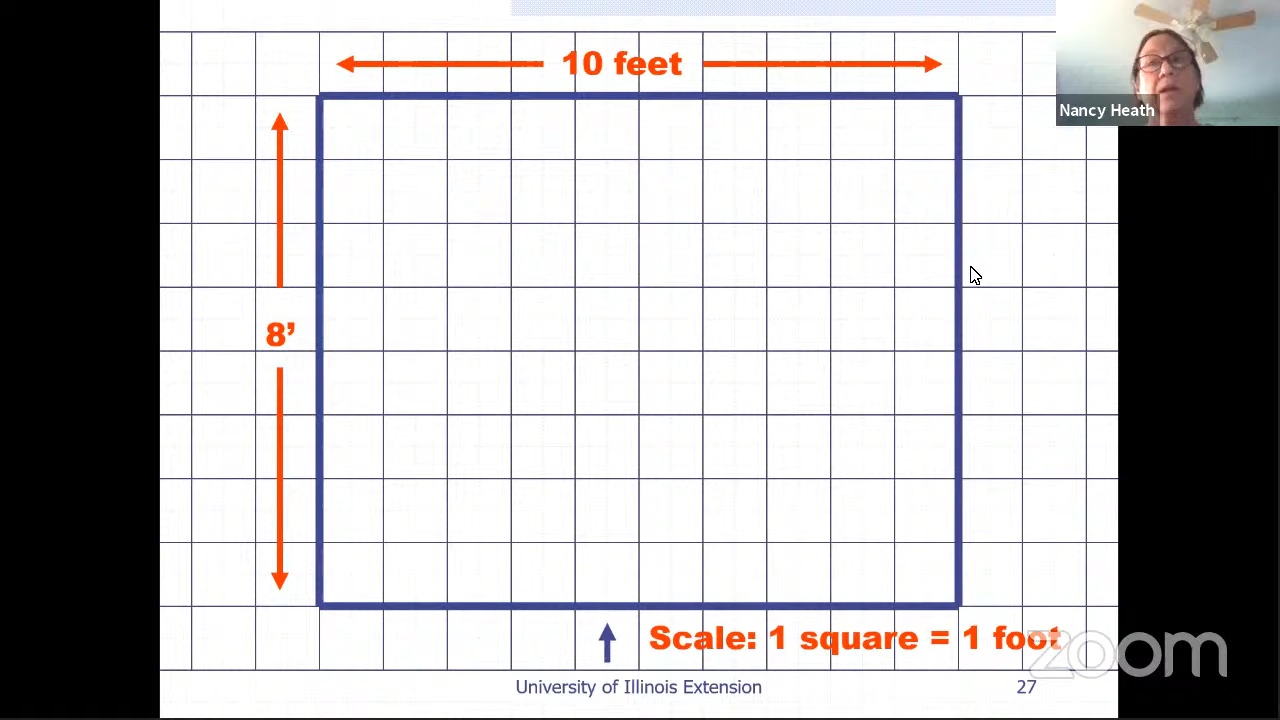 10 feet
Nancy Heath
8’
Scale: 1 square = 1 foot
zoom
University of Illinois Extension
27